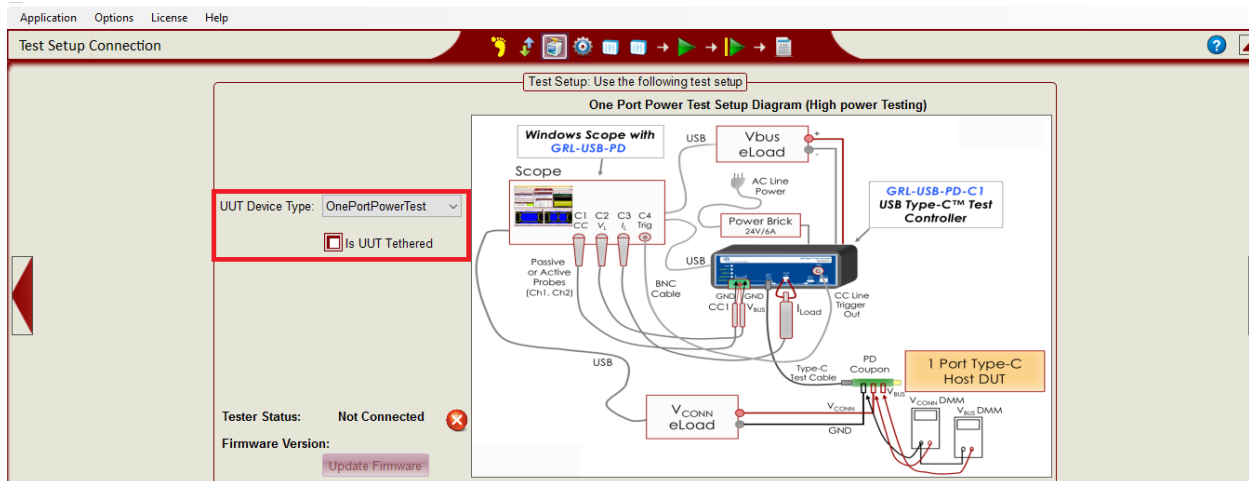 Application Options License Help
Test Setup Connection
?
Test Setup: Use the following test setup
One Port Power Test Setup Diagram (High power Testing)
UUT Device Type: OnePortPowerTest
Is UUT Tethered
Windows Scope with
GRL-USB-PD
Scope
C1 C2 C3 C4
CC VL IL Trig
USB
Vbus
eLoad
+
-
AC Line
Power
Power Brick
24V/6A
GRL-USB-PD-C1
USB Type-C™ Test
Controller
USB
Passive
or Active
Probes
(Ch1, Ch2)
BNC
Cable
GND GND
CC1 VBUS
ILoad
CC Line
Trigger
Out
USB
Type-C
Test Cable
PD
Coupon
1 Port Type-C
Host DUT
VBUS
VCONN DMM
VBUS DMM
VCONN
eLoad
VCONN
GND
Tester Status: Not Connected
Firmware Version:
Update Firmware